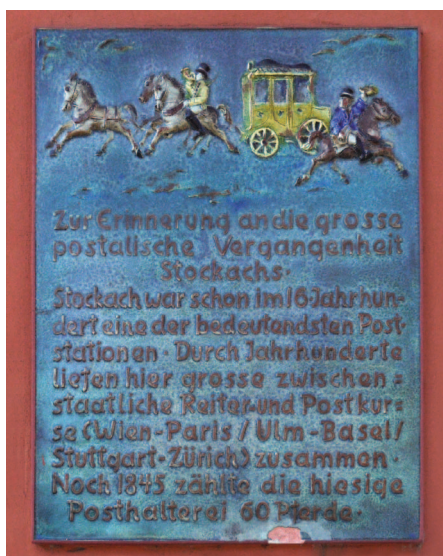 Zur Erinnerung an die grosse
postalische Vergangenheit
Stockachs.
Stockach war schon im 16. Jahrhun-
dert eine der bedeutendsten Post-
stationen. Durch Jahrhunderte
liefen hier grosse zwischen=
staatliche Reiter- und Postkur=
se (Wien-Paris / Ulm-Basel /
Stuttgart-Zürich) zusammen.
Noch 1845 zählte die hiesige
Posthalterei 60 Pferde.